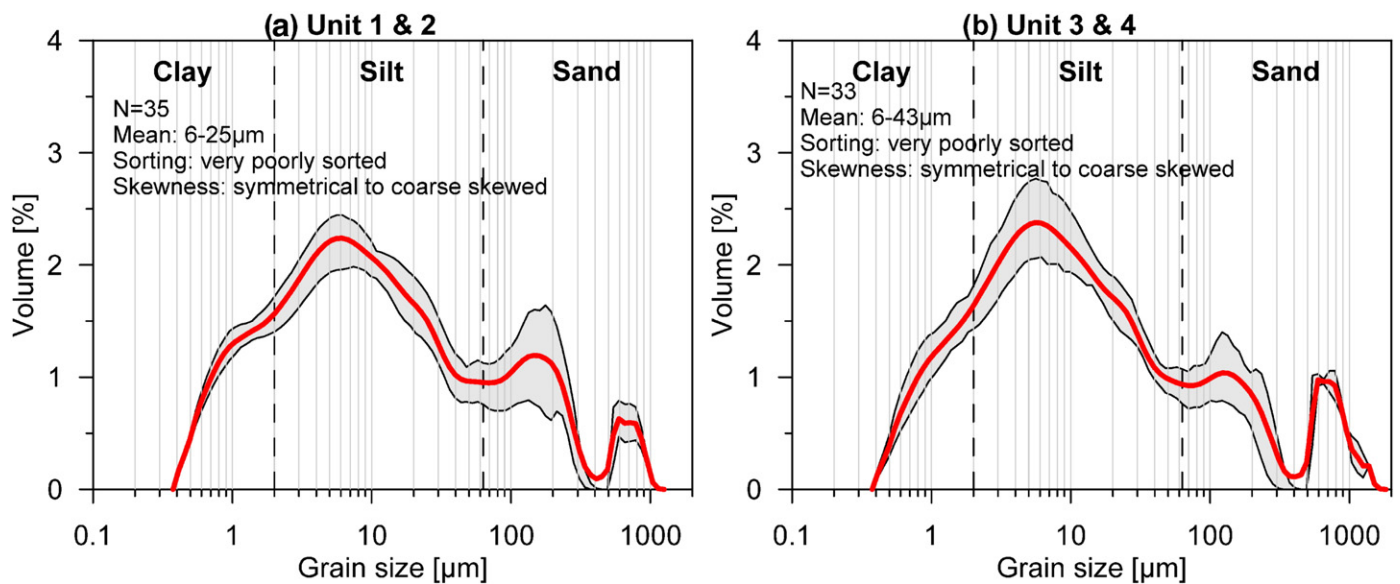 (a) Unit 1 & 2
4
3
2
1
0
Volume [%]
Clay
Silt
Sand
N=35
Mean: 6-25µm
Sorting: very poorly sorted
Skewness: symmetrical to coarse skewed
0.1
1
10
100
1000
Grain size [µm]
(b) Unit 3 & 4
4
3
2
1
0
Volume [%]
Clay
Silt
Sand
N=33
Mean: 6-43µm
Sorting: very poorly sorted
Skewness: symmetrical to coarse skewed
0.1
1
10
100
1000
Grain size [µm]